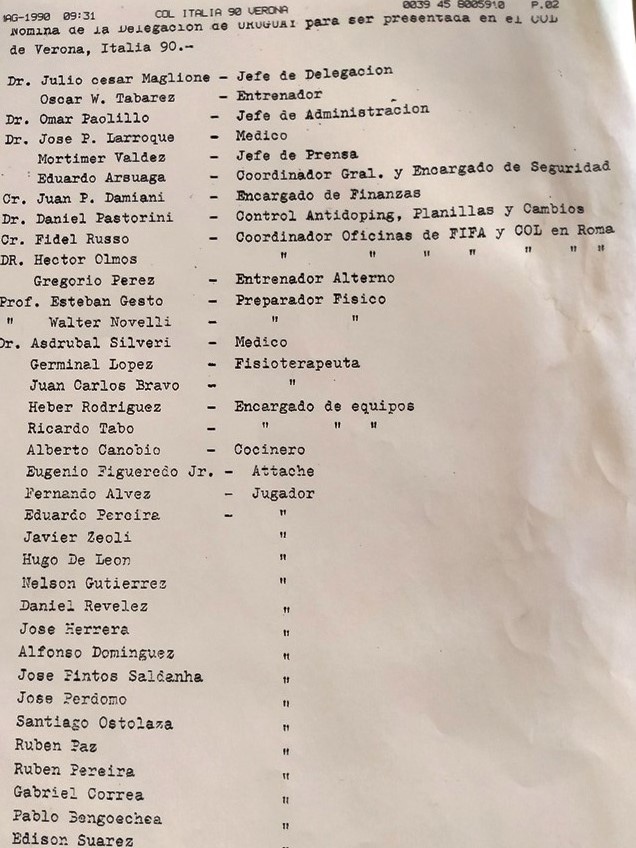 MAG-1990 09:31 COL ITALIA 90 VERONA 0039 45 8005910 P.02
Nomina de la Delegacion de URUGUAI para ser presentada en el COL
de Verona, Italia 90.-
Dr. Julio cesar Maglione - Jefe de Delegacion
Oscar W. Tabarez - Entrenador
Dr. Omar Paolillo - Jefe de Administracion
Dr. Jose P. Larroque - Medico
Mortimer Valdez - Jefe de Prensa
Eduardo Arsuaga - Coordinador Gral. y Encargado de Seguridad
Cr. Juan P. Damiani - Encargado de Finanzas
Dr. Daniel Pastorini - Control Antidoping, Planillas y Cambios
Cr. Fidel Russo - Coordinador Oficinas de FIFA y COL en Roma
DR. Hector Olmos " " " " " " "
Gregorio Perez - Entrenador Alterno
Prof. Esteban Gesto - Preparador Fisico
" Walter Novelli - " "
Dr. Asdrubal Silveri - Medico
Germinal Lopez - Fisioterapeuta
Juan Carlos Bravo - "
Heber Rodriguez - Encargado de equipos
Ricardo Tabo - " " "
Alberto Canobio - Cocinero
Eugenio Figueredo Jr. - Attache
Fernando Alvez - Jugador
Eduardo Pereira - "
Javier Zeoli "
Hugo De Leon "
Nelson Gutierrez "
Daniel Revelez "
Jose Herrera "
Alfonso Dominguez "
Jose Pintos Saldanha "
Jose Perdomo "
Santiago Ostolaza "
Ruben Paz "
Ruben Pereira "
Gabriel Correa "
Pablo Bengoechea "
Edison Suarez "